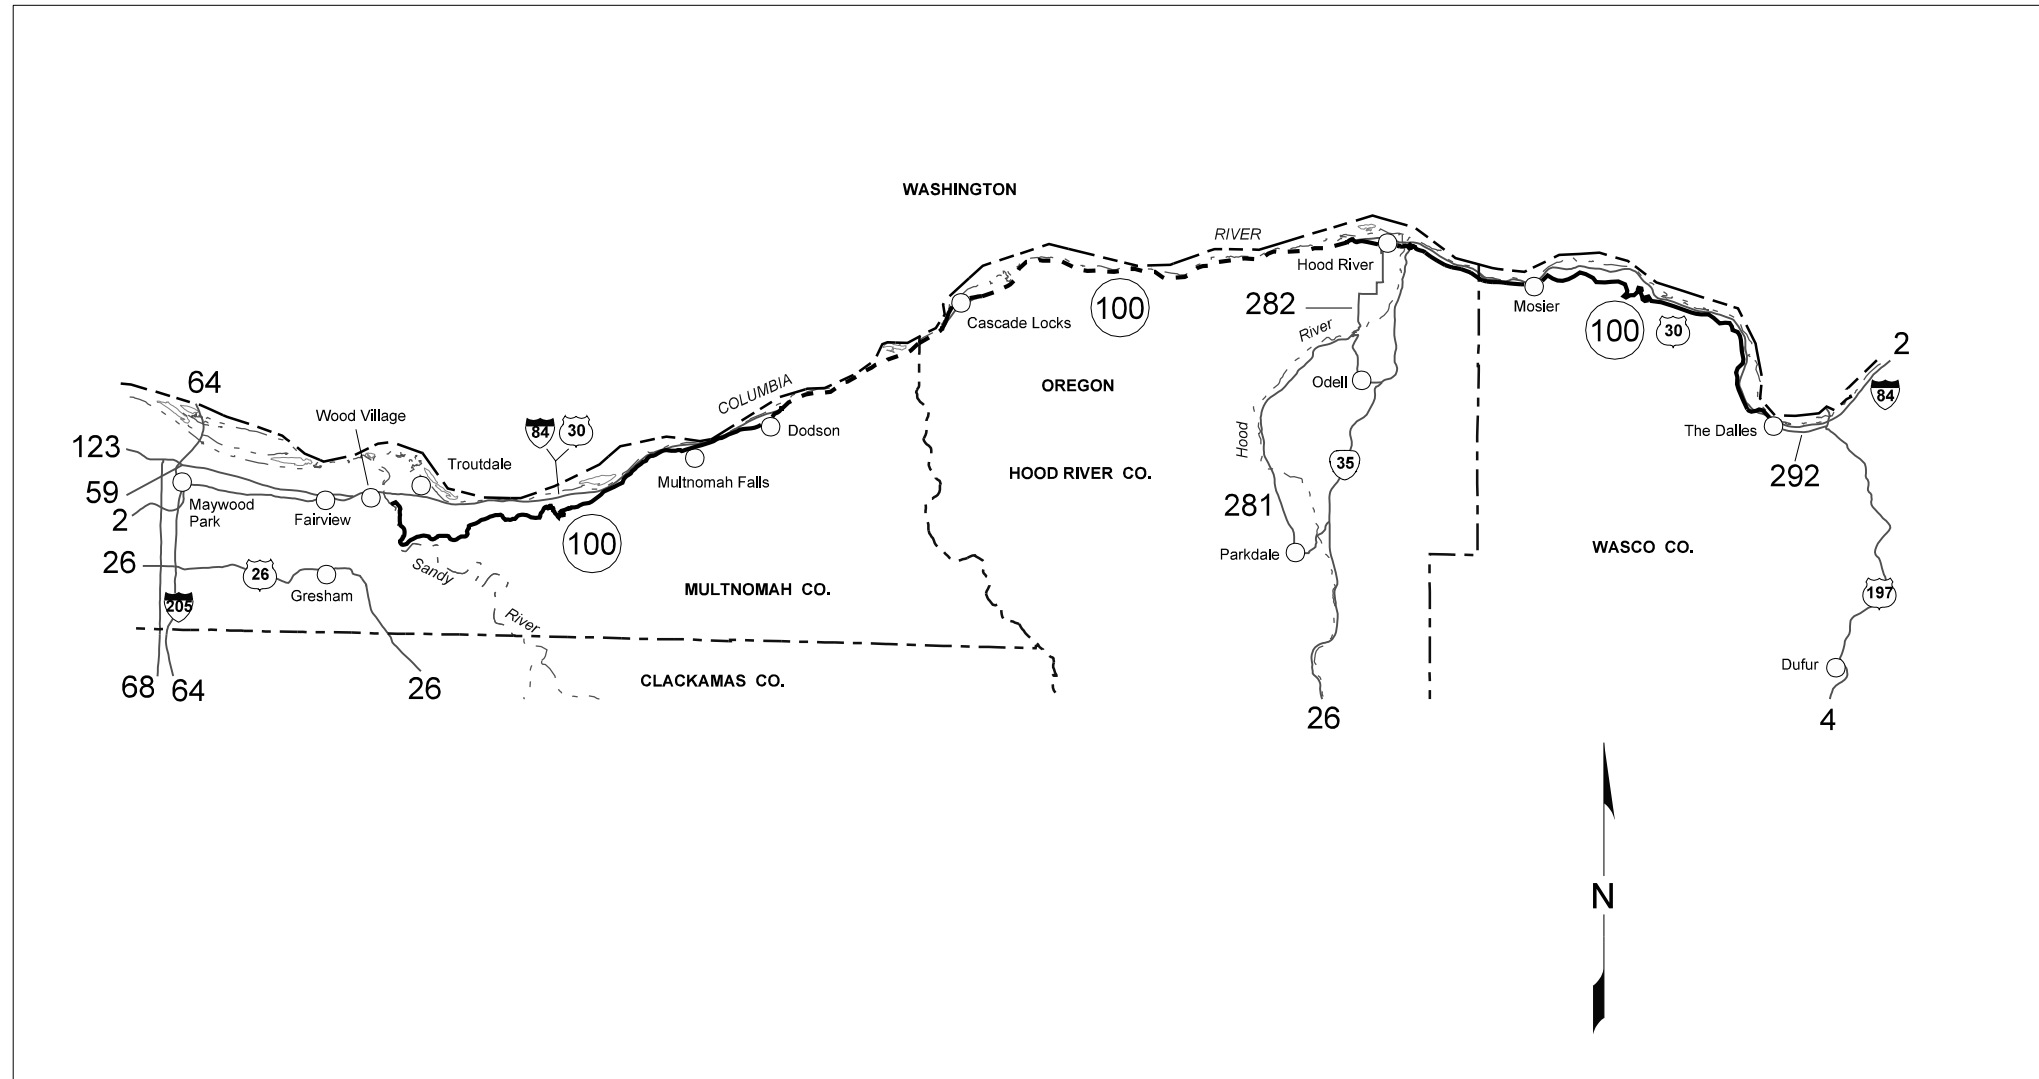 WASHINGTON
RIVER
Hood River
282
100
Cascade Locks
Mosier
100
30
River
2
64
COLUMBIA
OREGON
Odell
84
Wood Village
84
30
Dodson
The Dalles
123
Troutdale
Hood
35
HOOD RIVER CO.
292
59
Multnomah Falls
2
Maywood
Park
Fairview
281
100
Parkdale
WASCO CO.
26
26
Sandy
Gresham
MULTNOMAH CO.
197
205
River
Dufur
68
64
26
CLACKAMAS CO.
26
4
N